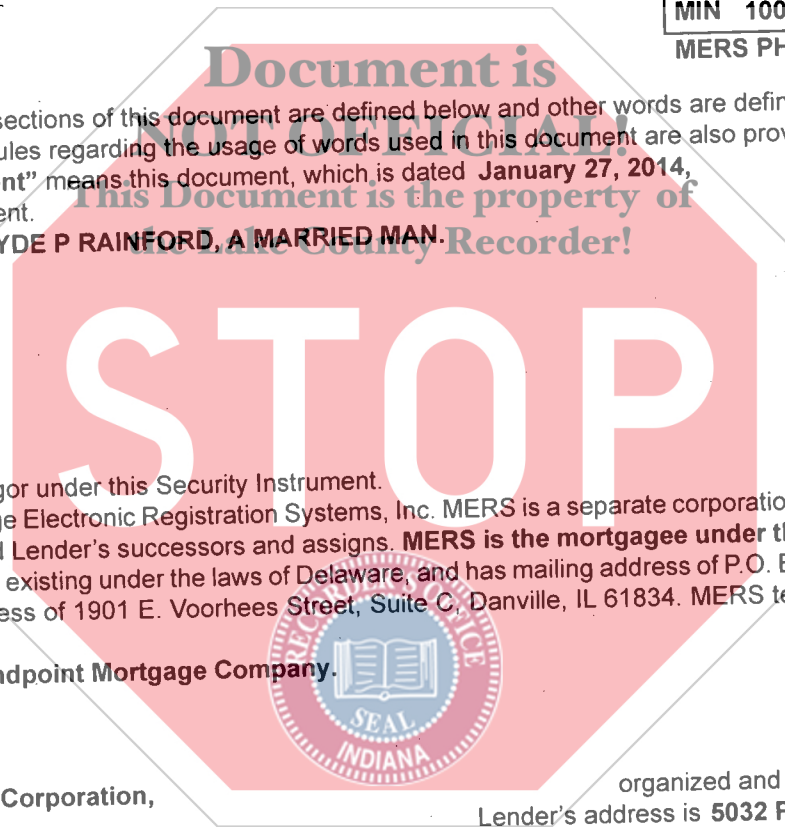 MIN 100
MERS PH
Document is
sections of this document are defined below and other words are defin
NOT OFFICIAL!
ules regarding the usage of words used in this document are also prov
nt” means this document, which is dated January 27, 2014,
This Document is the property of
ent.
YDE P RAINFORD, A MARRIED MAN.
the Lake County Recorder!
STOP
gor under this Security Instrument.
ge Electronic Registration Systems, Inc. MERS is a separate corporatio
d Lender's successors and assigns. MERS is the mortgagee under th
existing under the laws of Delaware, and has mailing address of P.O. B
ess of 1901 E. Voorhees Street, Suite C, Danville, IL 61834. MERS te
RECORDER'S OFFICE
ndpoint Mortgage Company.
SEAL
INDIANA
organized and
Corporation,
Lender's address is 5032 P